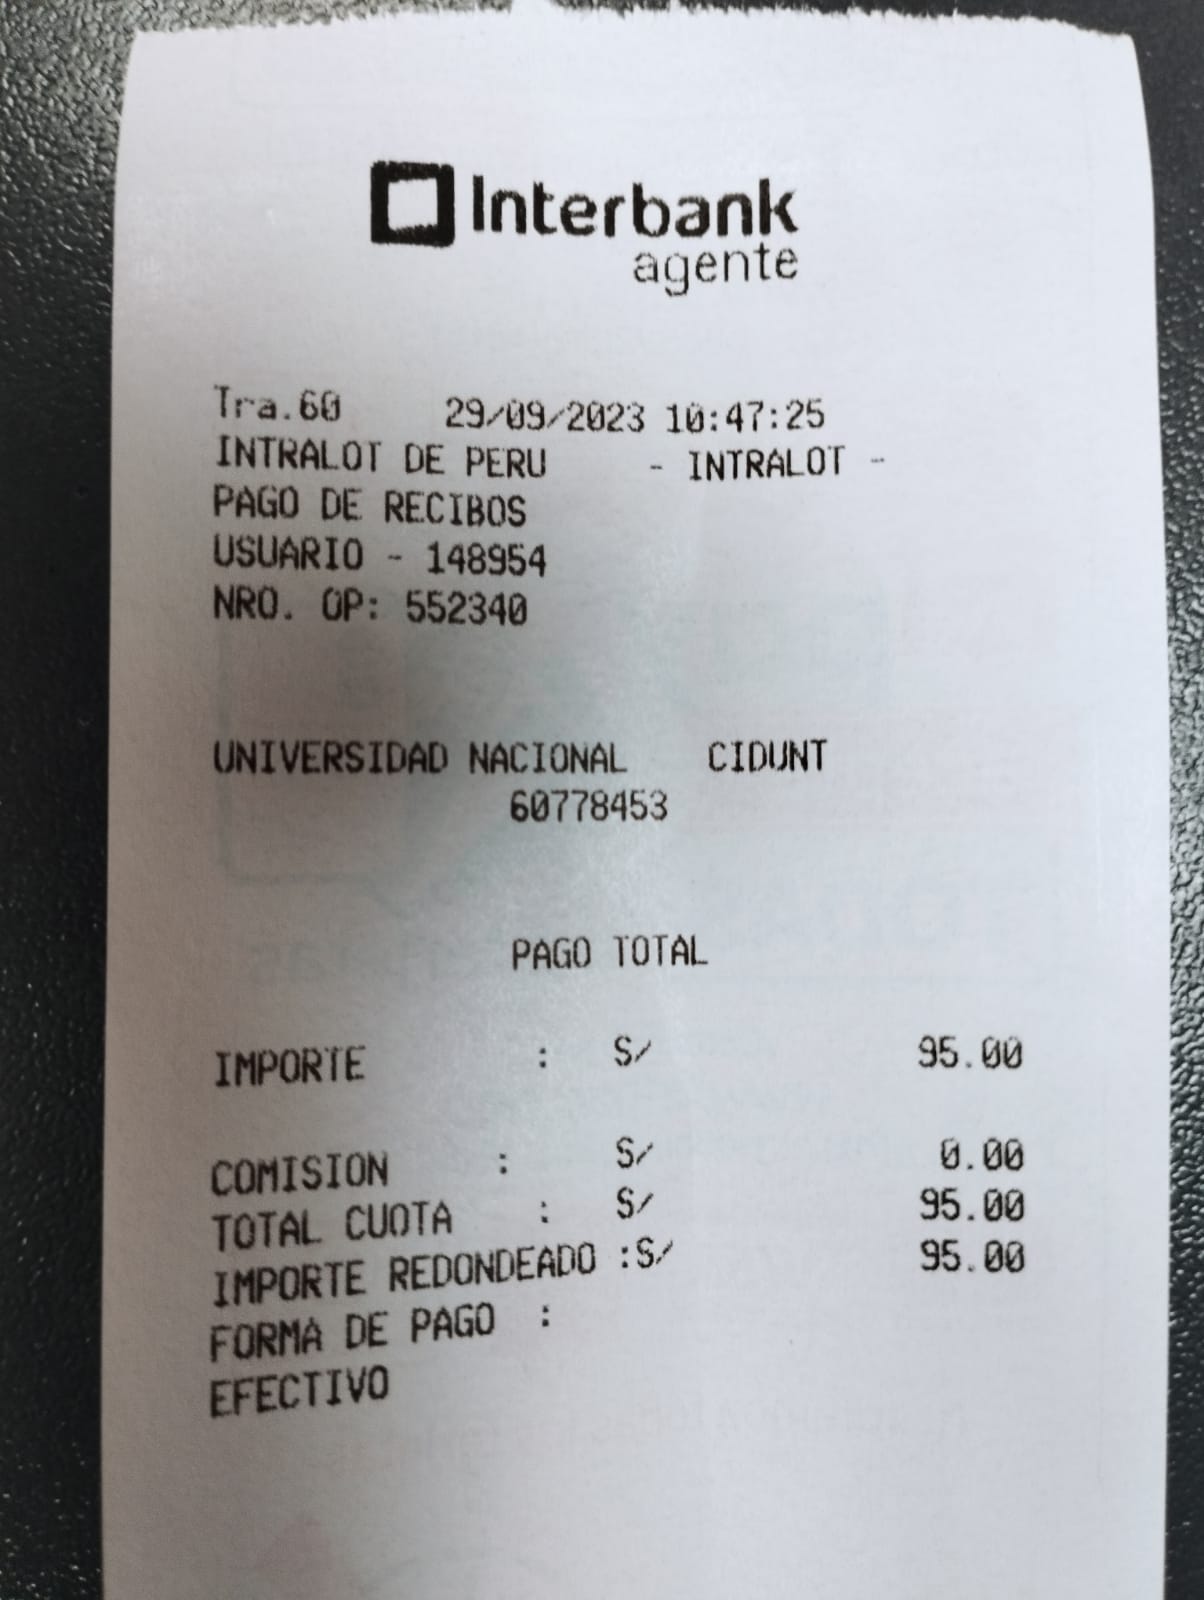 Interbank
agente
Tra.60 29/09/2023 10:47:25
INTRALOT DE PERU - INTRALOT -
PAGO DE RECIBOS
USUARIO - 148954
NRO. OP: 552340
UNIVERSIDAD NACIONAL CIDUNT
60778453
PAGO TOTAL
IMPORTE : S/ 95.00
COMISION : S/ 0.00
TOTAL CUOTA : S/ 95.00
IMPORTE REDONDEADO :S/ 95.00
FORMA DE PAGO :
EFECTIVO